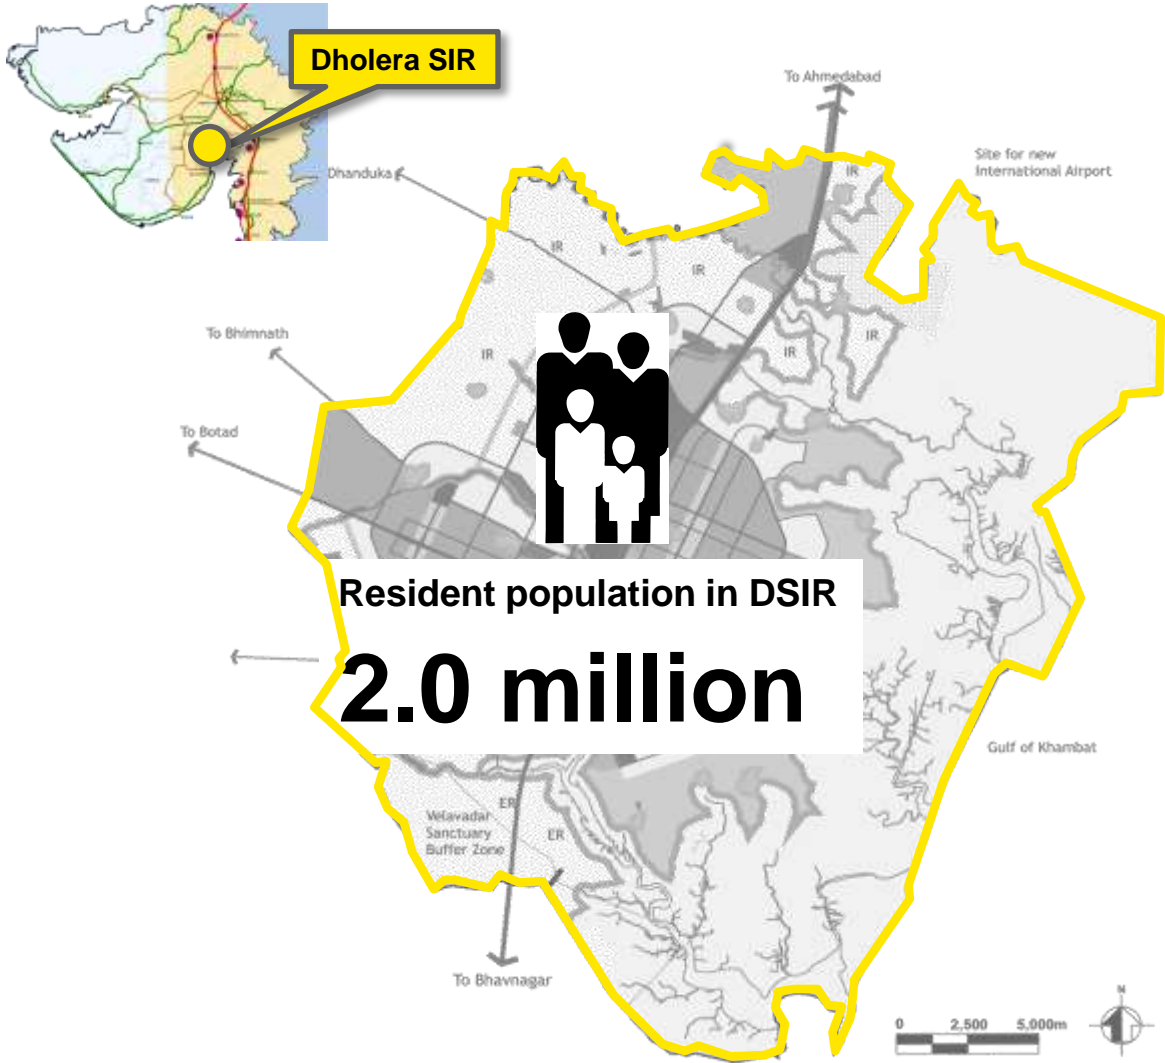 Dholera SIR
To Ahmedabad
Site for new
International Airport
Dhanduka
IR
IR
IR
To Bhimnath
IR
IR
IR
To Botad
Resident population in DSIR
2.0 million
Gulf of Khambat
ER
Velavadar
Sanctuary
Buffer Zone
ER
To Bhavnagar
N
0 2,500 5,000m